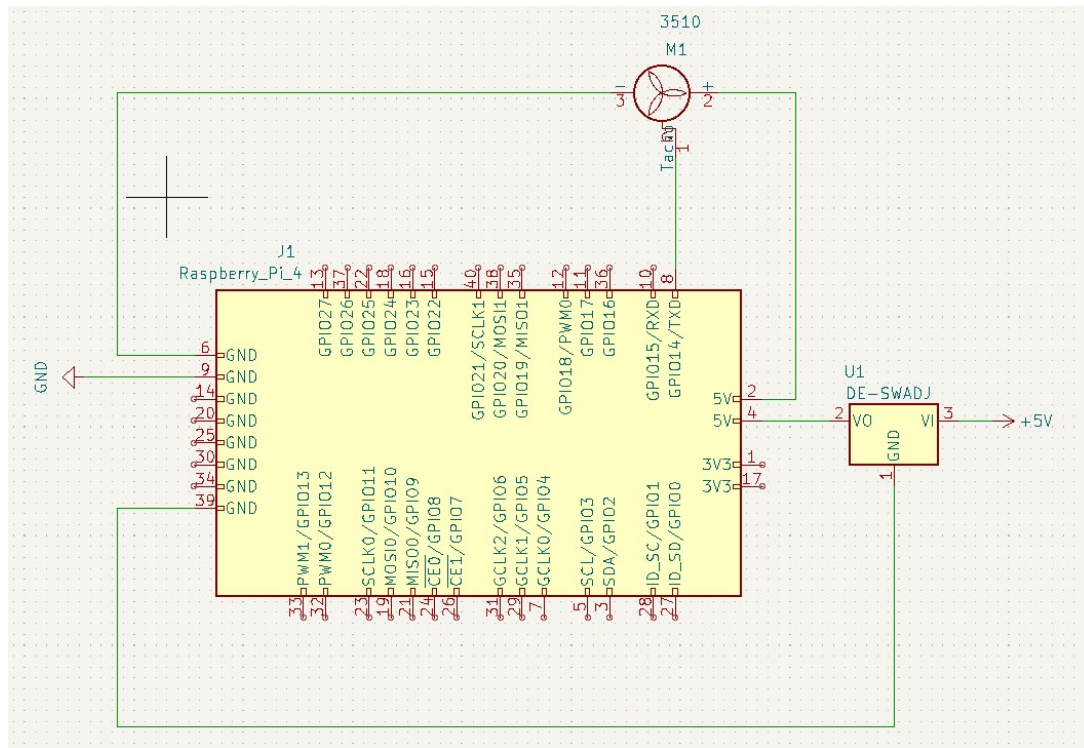 3510
M1
- 3
+ 2
Tacho
1
J1
Raspberry_Pi_4
13 37 22 18 16 15 40 38 35 12 11 36 10 8
GPIO27
GPIO26
GPIO25
GPIO24
GPIO23
GPIO22
GPIO21/SCLK1
GPIO20/MOSI1
GPIO19/MISO1
GPIO18/PWM0
GPIO17
GPIO16
GPIO15/RXD
GPIO14/TXD
6 GND
GND
9 GND
14 GND
20 GND
25 GND
30 GND
34 GND
39 GND
5V 2
5V 4
3V3 1
3V3 17
U1
DE-SWADJ
2 VO VI 3
+5V
GND
1
PWM1/GPIO13
PWM0/GPIO12
SCLK0/GPIO11
MOSI0/GPIO10
MISO0/GPIO9
CE0/GPIO8
CE1/GPIO7
GCLK2/GPIO6
GCLK1/GPIO5
GCLK0/GPIO4
SCL/GPIO3
SDA/GPIO2
ID_SC/GPIO1
ID_SD/GPIO0
33 32 23 19 21 24 26 31 29 7 5 3 28 27